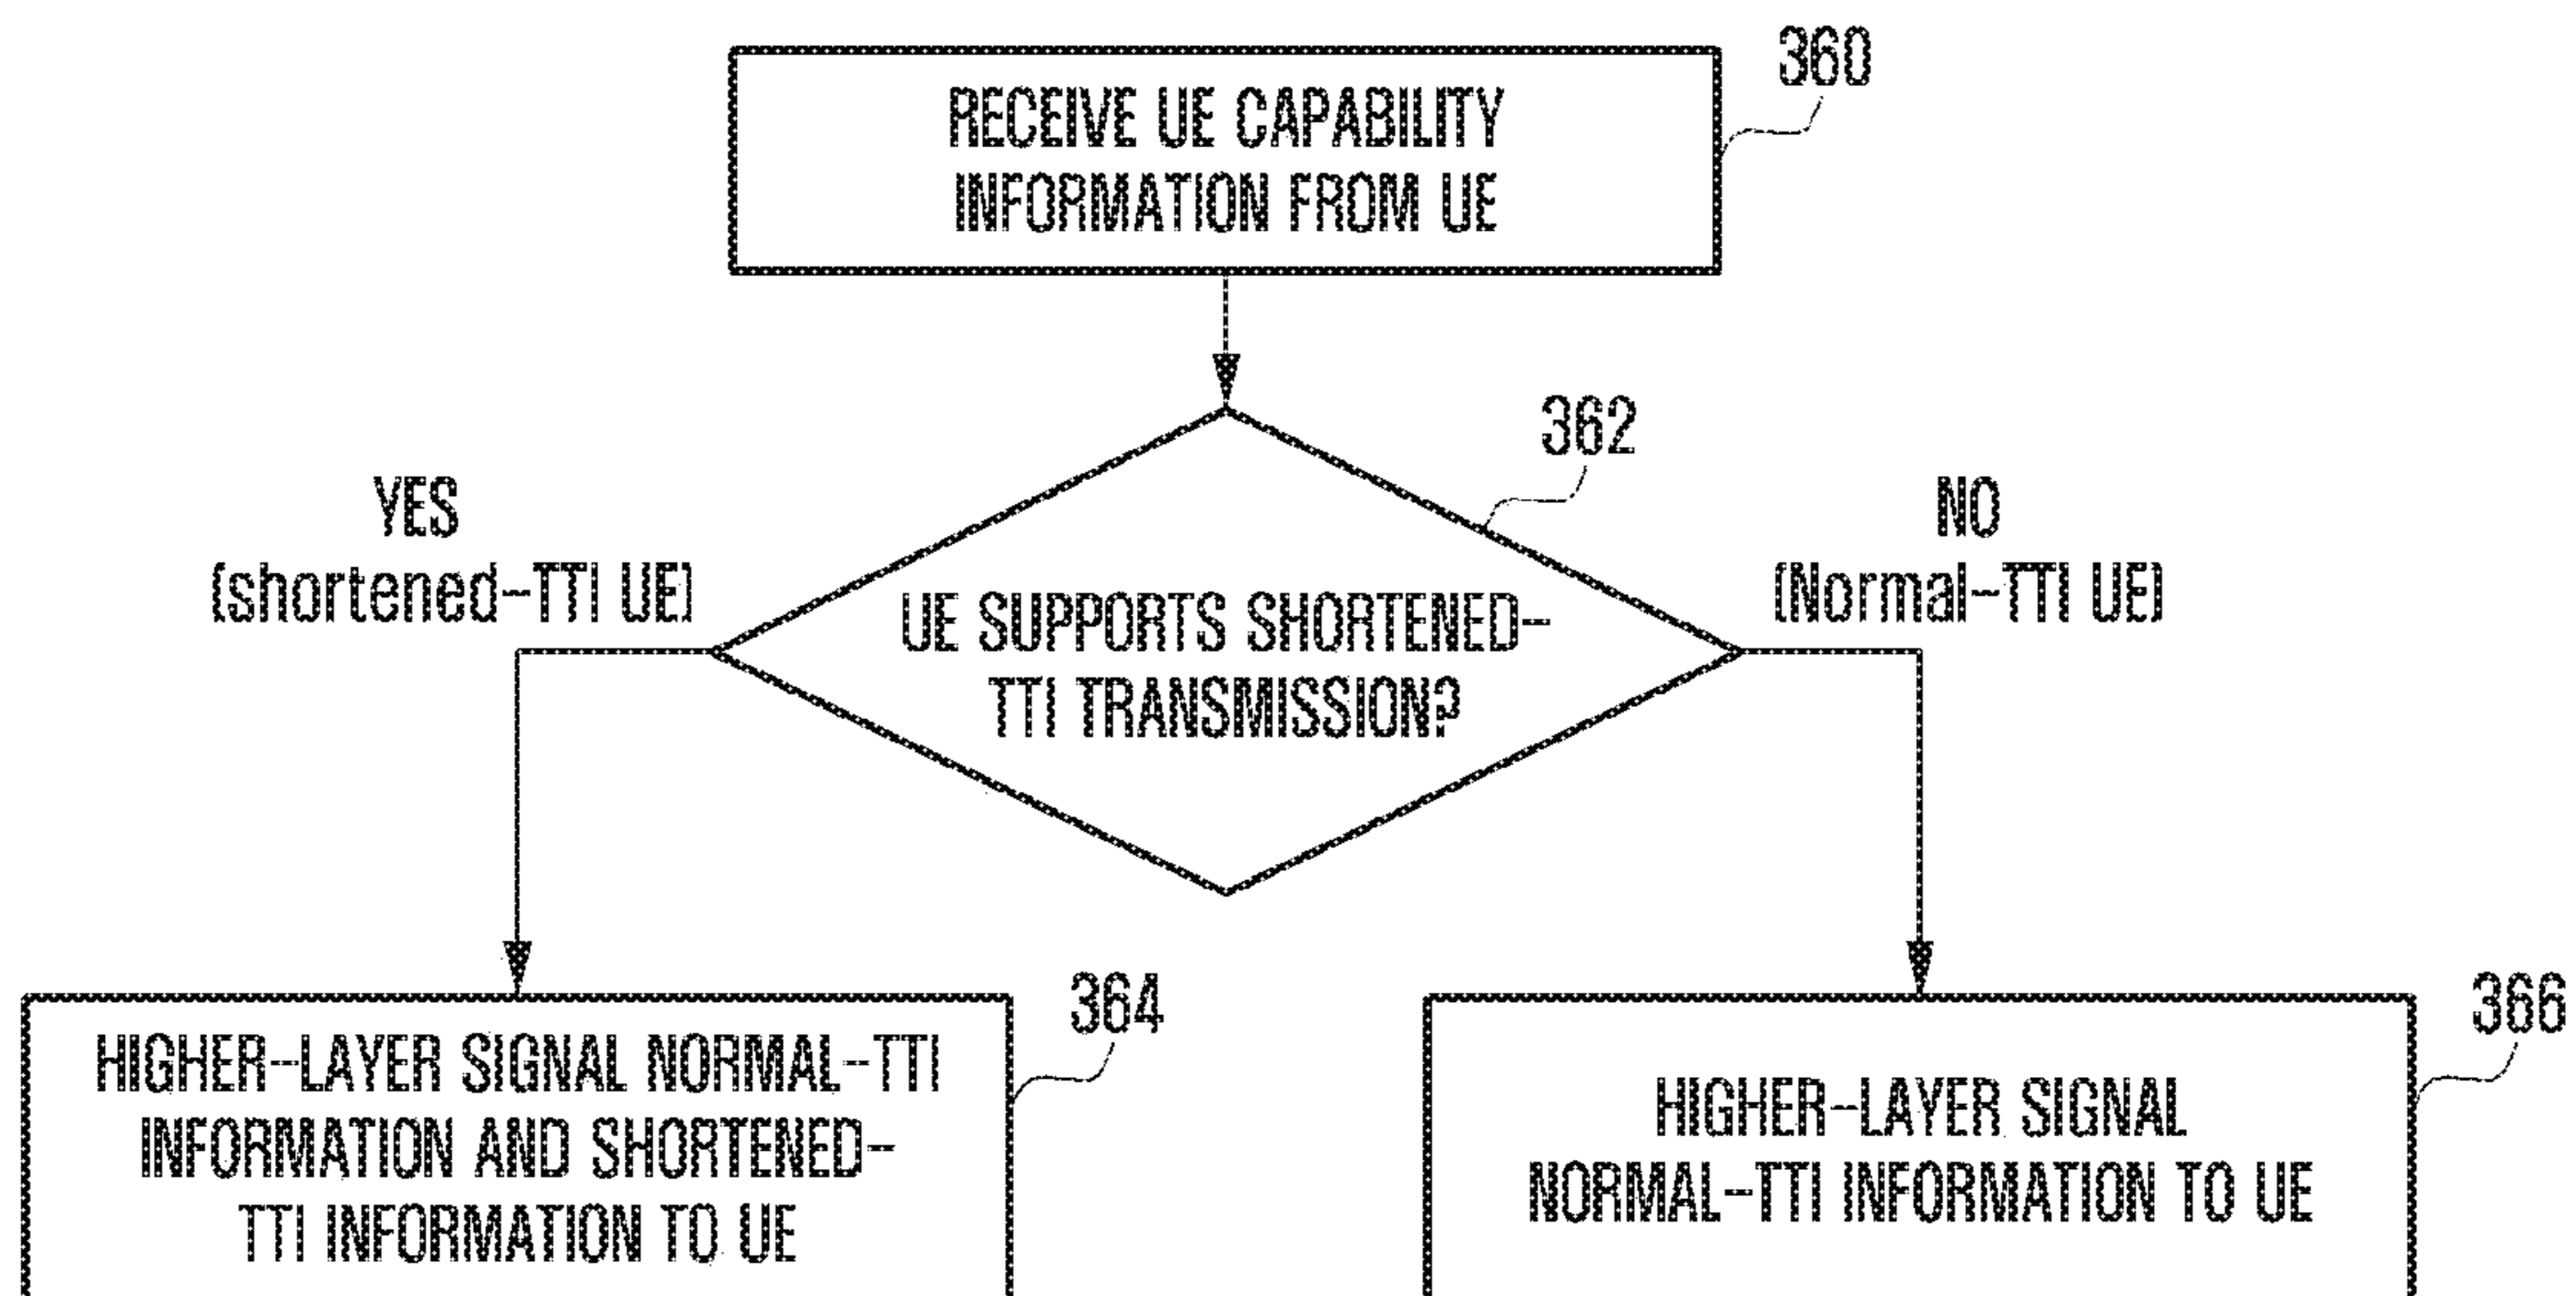 360
RECEIVE UE CAPABILITY
INFORMATION FROM UE
362
YES
(shortened-TTI UE)
NO
(Normal-TTI UE)
UE SUPPORTS SHORTENED-
TTI TRANSMISSION?
364
HIGHER-LAYER SIGNAL NORMAL-TTI
INFORMATION AND SHORTENED-
TTI INFORMATION TO UE
366
HIGHER-LAYER SIGNAL
NORMAL-TTI INFORMATION TO UE